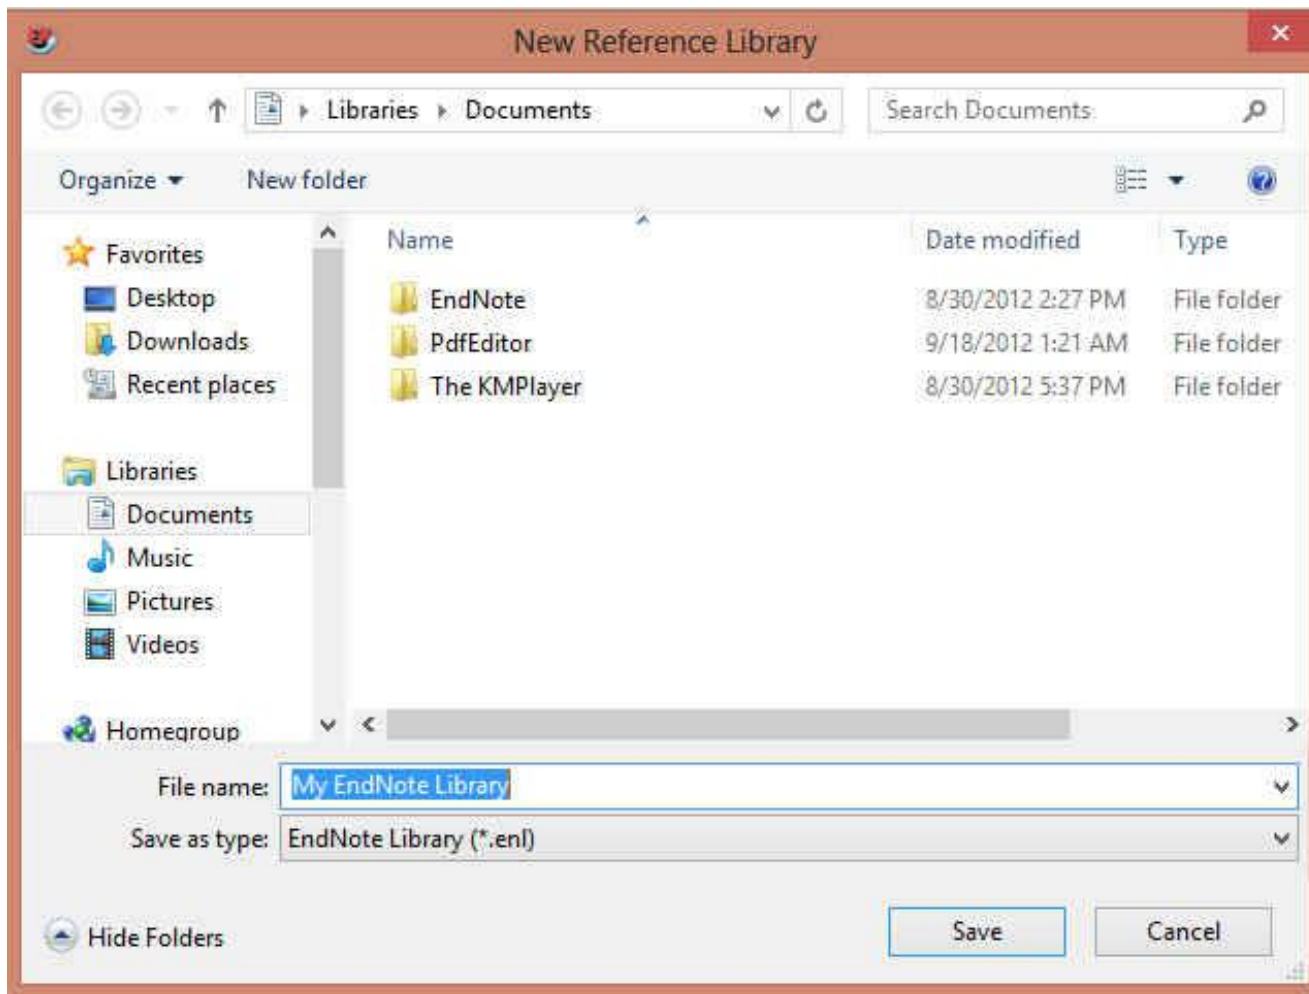 New Reference Library
Libraries Documents
Search Documents
Organize New folder
Favorites
Desktop
Downloads
Recent places
Libraries
Documents
Music
Pictures
Videos
Homegroup
Name Date modified Type
EndNote 8/30/2012 2:27 PM File folder
PdfEditor 9/18/2012 1:21 AM File folder
The KMPlayer 8/30/2012 5:37 PM File folder
File name: My EndNote Library
Save as type: EndNote Library (*.enl)
Hide Folders Save Cancel